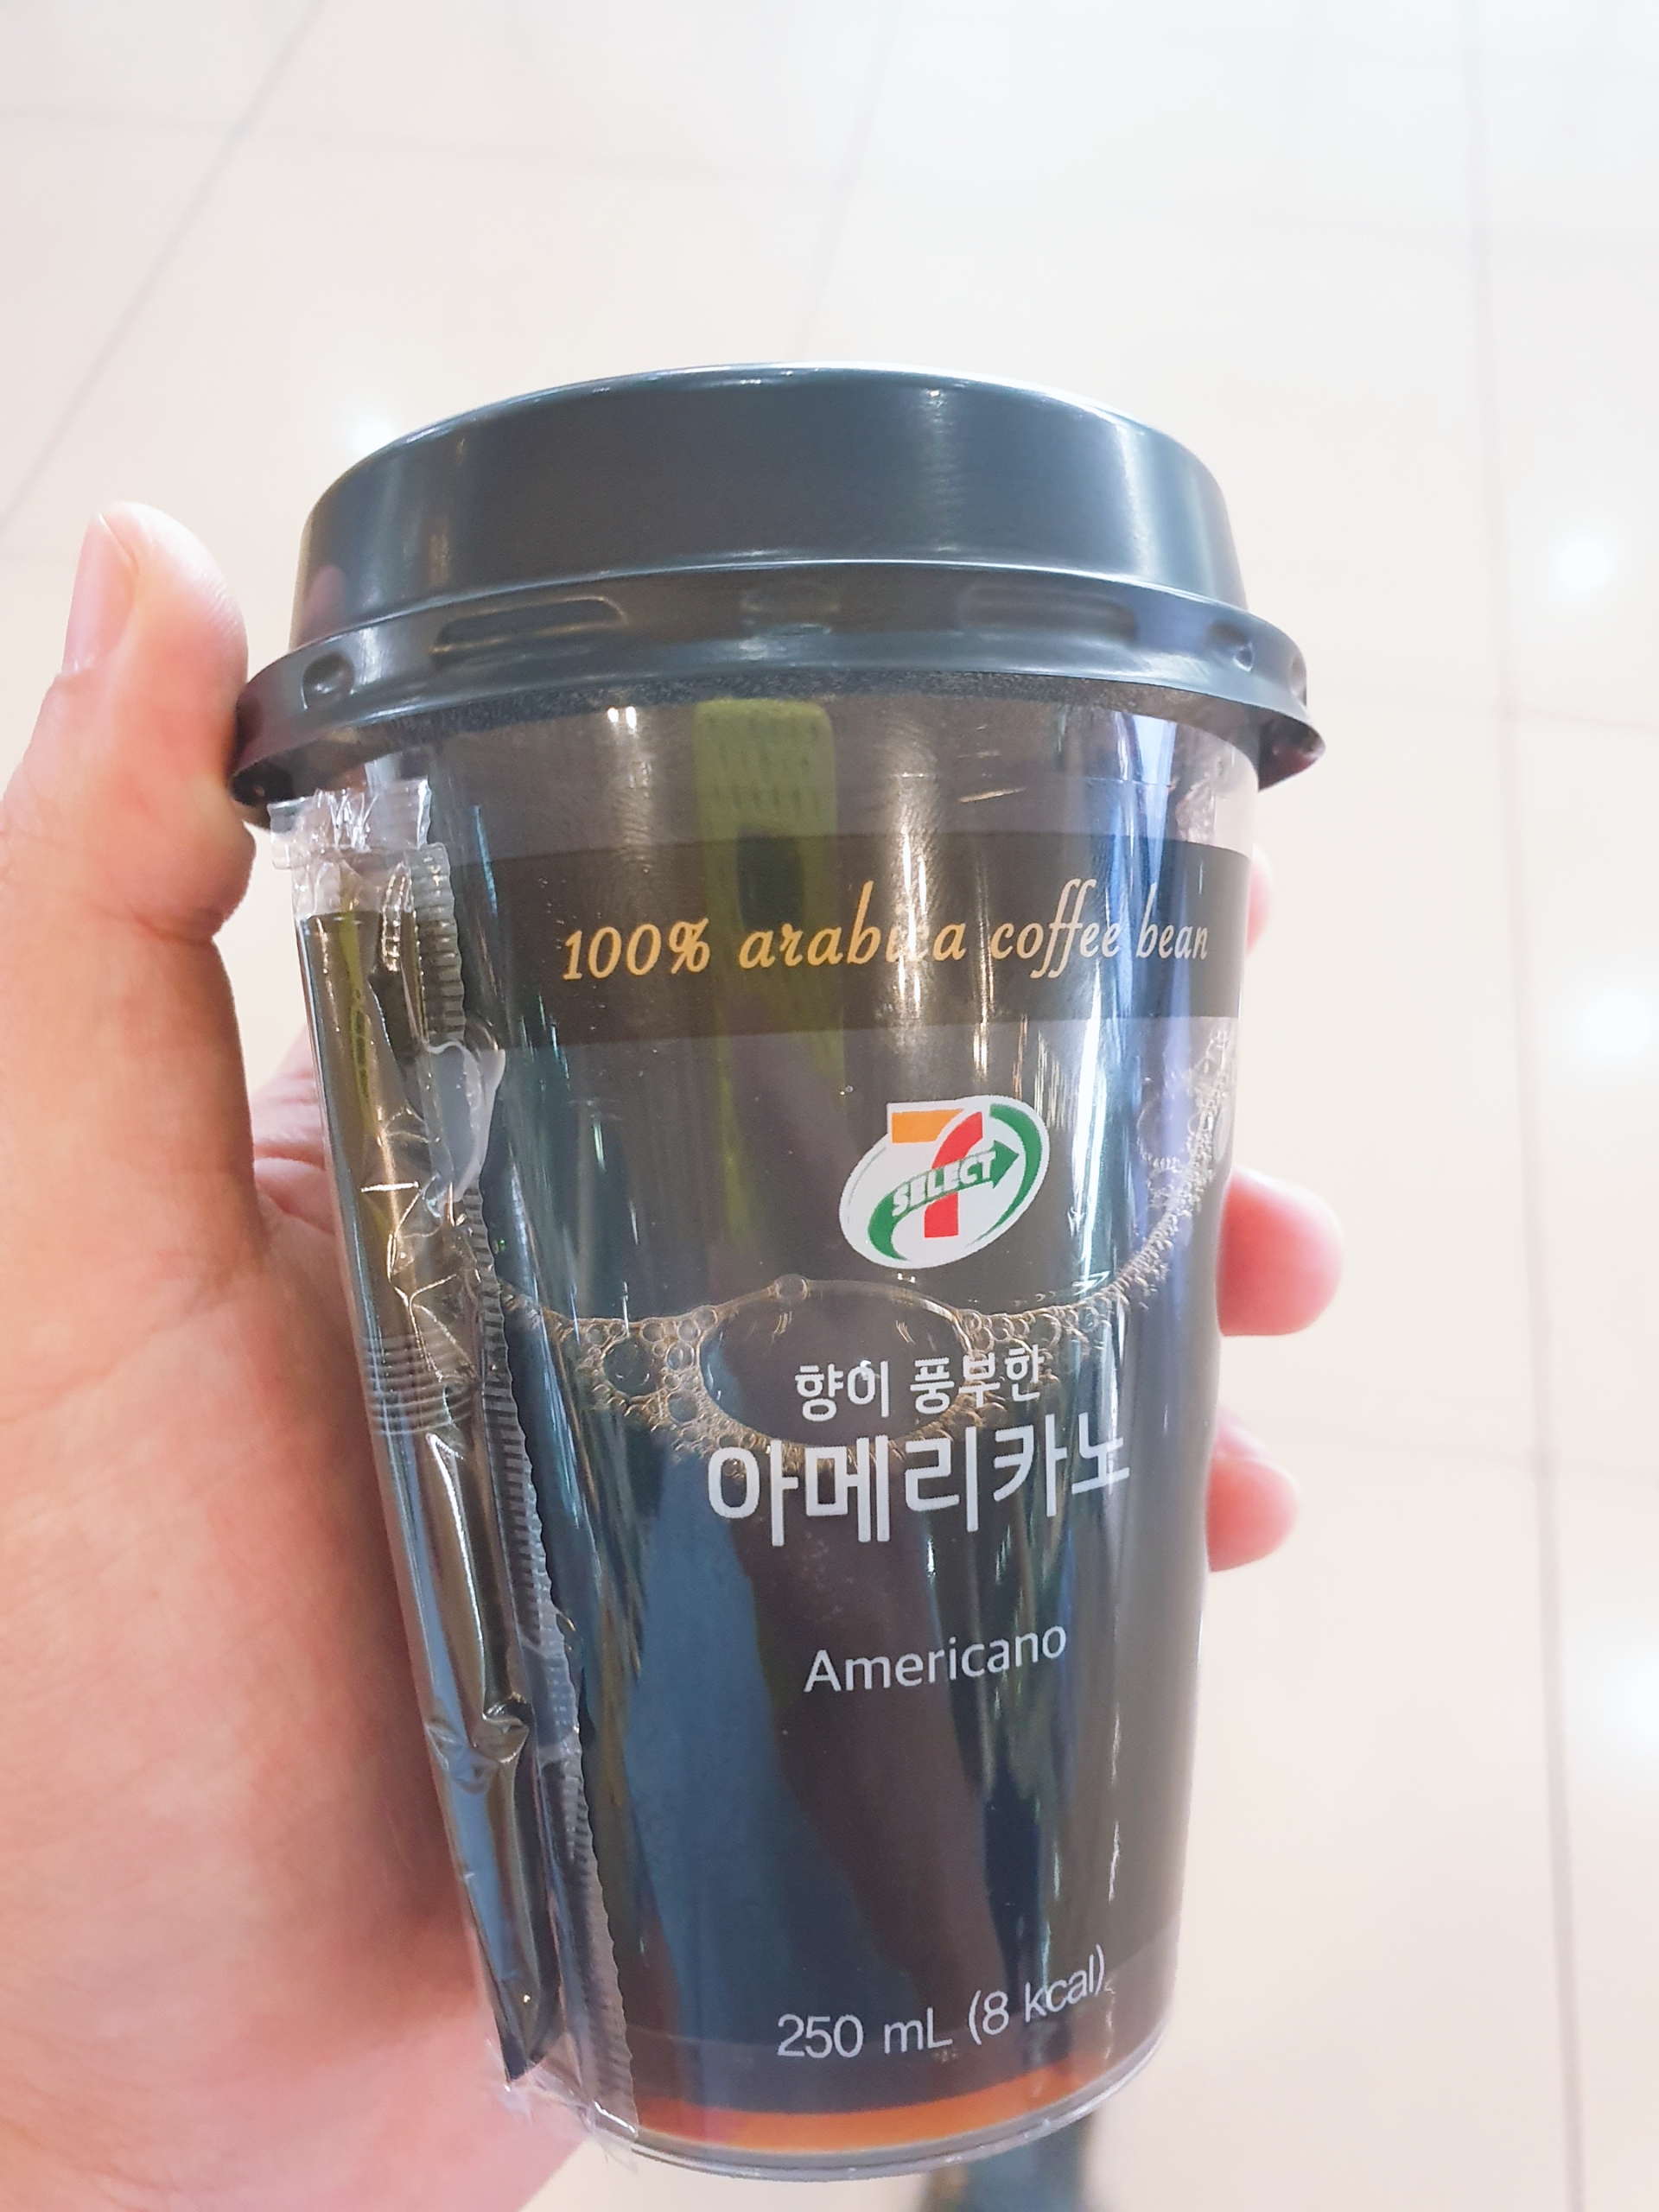 100% arabica coffee bean
7
SELECT
향이 풍부한
아메리카노
Americano
250 mL (8 kcal)